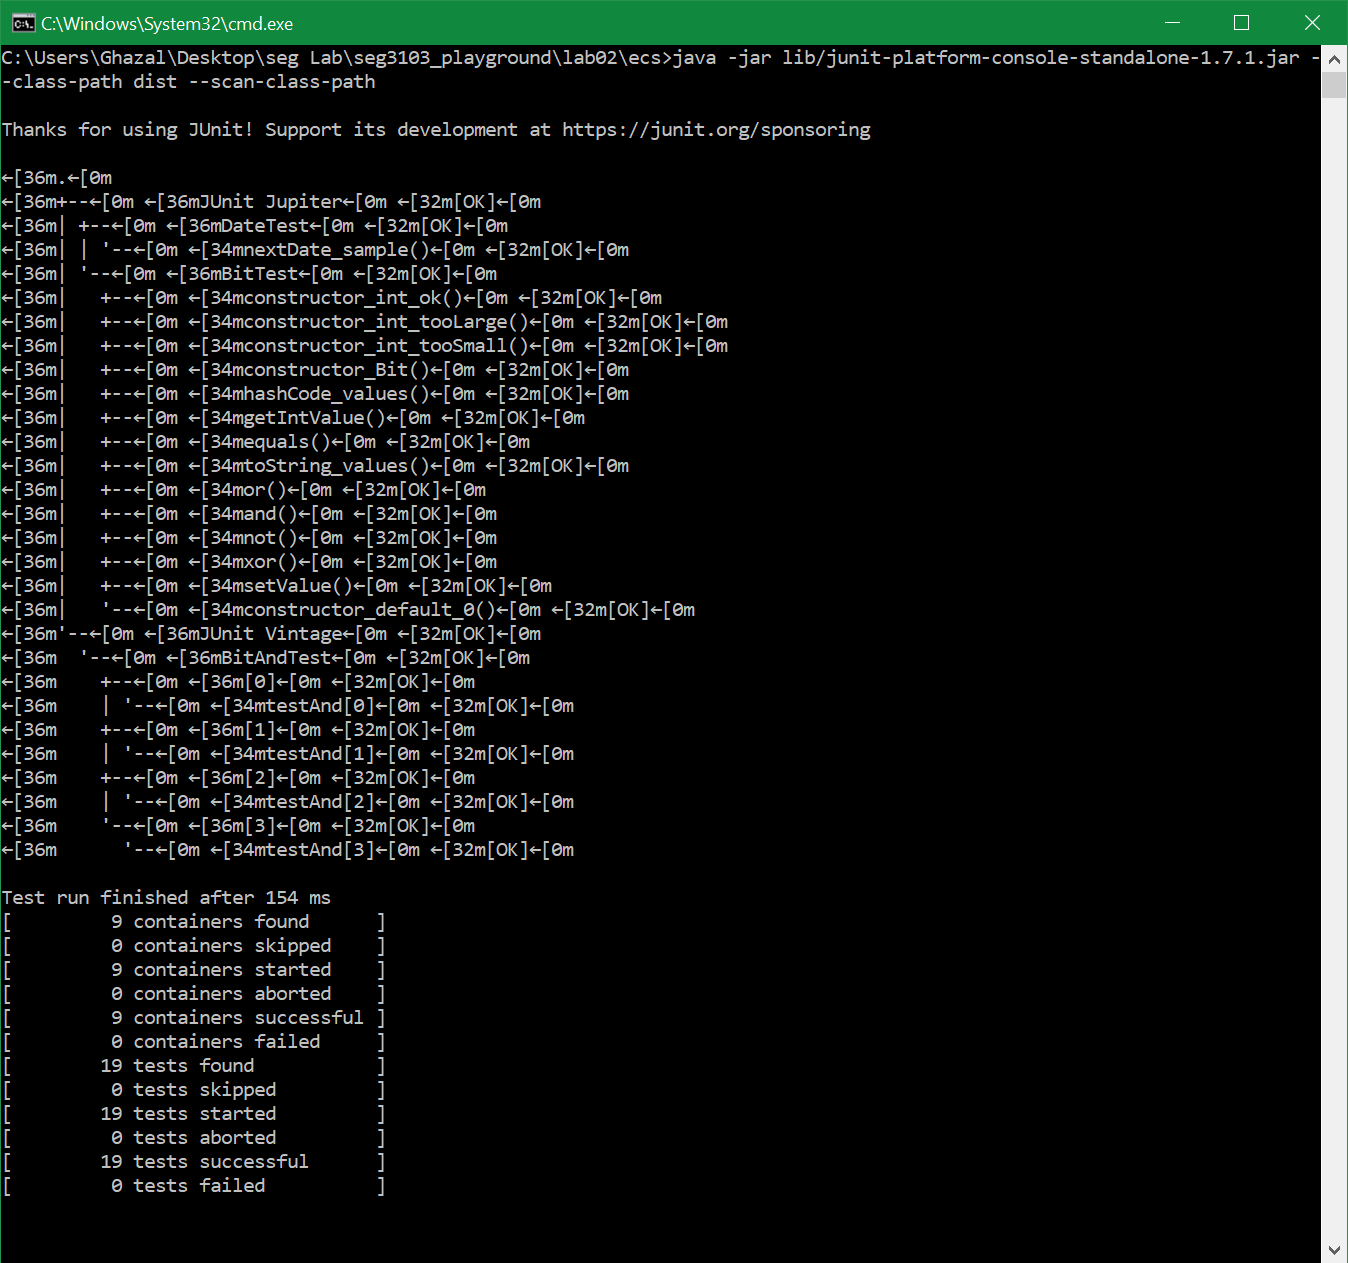 C:\Windows\System32\cmd.exe
C:\Users\Ghazal\Desktop\seg Lab\seg3103_playground\lab02\ecs>java -jar lib/junit-platform-console-standalone-1.7.1.jar -
-class-path dist --scan-class-path
Thanks for using JUnit! Support its development at https://junit.org/sponsoring
←[36m.←[0m
←[36m+--←[0m ←[36mJUnit Jupiter←[0m ←[32m[OK]←[0m
←[36m| +--←[0m ←[36mDateTest←[0m ←[32m[OK]←[0m
←[36m| | '--←[0m ←[34mnextDate_sample()←[0m ←[32m[OK]←[0m
←[36m| '--←[0m ←[36mBitTest←[0m ←[32m[OK]←[0m
←[36m|   +--←[0m ←[34mconstructor_int_ok()←[0m ←[32m[OK]←[0m
←[36m|   +--←[0m ←[34mconstructor_int_tooLarge()←[0m ←[32m[OK]←[0m
←[36m|   +--←[0m ←[34mconstructor_int_tooSmall()←[0m ←[32m[OK]←[0m
←[36m|   +--←[0m ←[34mconstructor_Bit()←[0m ←[32m[OK]←[0m
←[36m|   +--←[0m ←[34mhashCode_values()←[0m ←[32m[OK]←[0m
←[36m|   +--←[0m ←[34mgetIntValue()←[0m ←[32m[OK]←[0m
←[36m|   +--←[0m ←[34mequals()←[0m ←[32m[OK]←[0m
←[36m|   +--←[0m ←[34mtoString_values()←[0m ←[32m[OK]←[0m
←[36m|   +--←[0m ←[34mor()←[0m ←[32m[OK]←[0m
←[36m|   +--←[0m ←[34mand()←[0m ←[32m[OK]←[0m
←[36m|   +--←[0m ←[34mnot()←[0m ←[32m[OK]←[0m
←[36m|   +--←[0m ←[34mxor()←[0m ←[32m[OK]←[0m
←[36m|   +--←[0m ←[34msetValue()←[0m ←[32m[OK]←[0m
←[36m|   '--←[0m ←[34mconstructor_default_0()←[0m ←[32m[OK]←[0m
←[36m'--←[0m ←[36mJUnit Vintage←[0m ←[32m[OK]←[0m
←[36m  '--←[0m ←[36mBitAndTest←[0m ←[32m[OK]←[0m
←[36m    +--←[0m ←[36m[0]←[0m ←[32m[OK]←[0m
←[36m    | '--←[0m ←[34mtestAnd[0]←[0m ←[32m[OK]←[0m
←[36m    +--←[0m ←[36m[1]←[0m ←[32m[OK]←[0m
←[36m    | '--←[0m ←[34mtestAnd[1]←[0m ←[32m[OK]←[0m
←[36m    +--←[0m ←[36m[2]←[0m ←[32m[OK]←[0m
←[36m    | '--←[0m ←[34mtestAnd[2]←[0m ←[32m[OK]←[0m
←[36m    '--←[0m ←[36m[3]←[0m ←[32m[OK]←[0m
←[36m      '--←[0m ←[34mtestAnd[3]←[0m ←[32m[OK]←[0m
Test run finished after 154 ms
[         9 containers found      ]
[         0 containers skipped    ]
[         9 containers started    ]
[         0 containers aborted    ]
[         9 containers successful ]
[         0 containers failed     ]
[        19 tests found           ]
[         0 tests skipped         ]
[        19 tests started         ]
[         0 tests aborted         ]
[        19 tests successful      ]
[         0 tests failed          ]